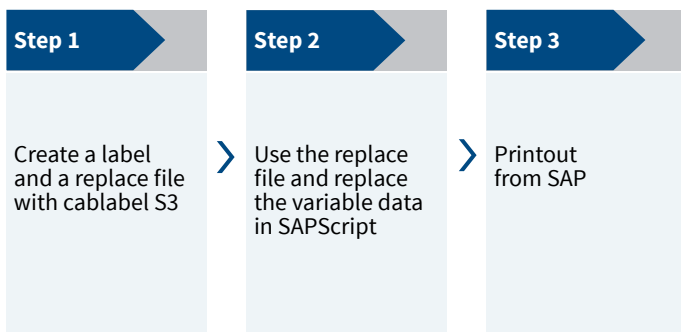 Step 1
Create a label
and a replace file
with cablabel S3
Step 2
Use the replace
file and replace
the variable data
in SAPScript
Step 3
Printout
from SAP